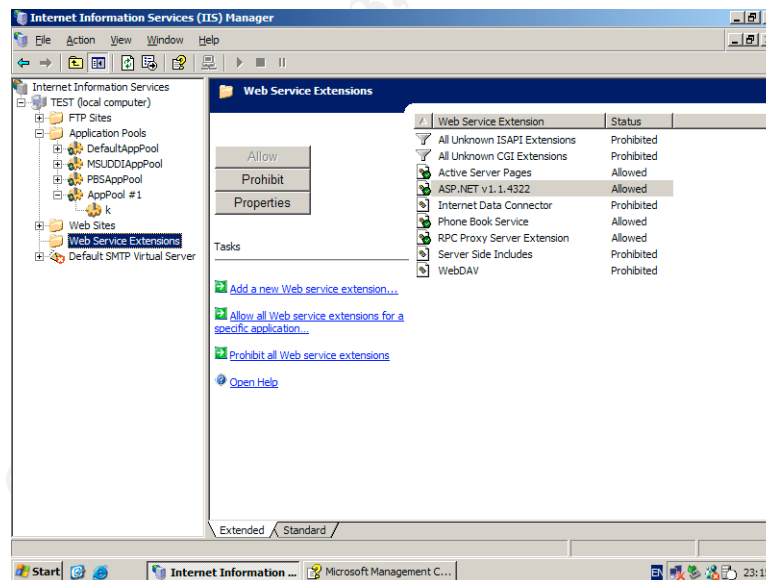 Internet Information Services (IIS) Manager
File Action View Window Help
Internet Information Services
TEST (local computer)
FTP Sites
Application Pools
DefaultAppPool
MSUDDIAppPool
PBSAppPool
AppPool #1
k
Web Sites
Web Service Extensions
Default SMTP Virtual Server
Web Service Extensions
Allow
Prohibit
Properties
Tasks
Add a new Web service extension...
Allow all Web service extensions for a
specific application...
Prohibit all Web service extensions
Open Help
Web Service Extension Status
All Unknown ISAPI Extensions Prohibited
All Unknown CGI Extensions Prohibited
Active Server Pages Allowed
ASP.NET v1.1.4322 Allowed
Internet Data Connector Prohibited
Phone Book Service Allowed
RPC Proxy Server Extension Allowed
Server Side Includes Prohibited
WebDAV Prohibited
Extended Standard
Start Internet Information ... Microsoft Management C... EN